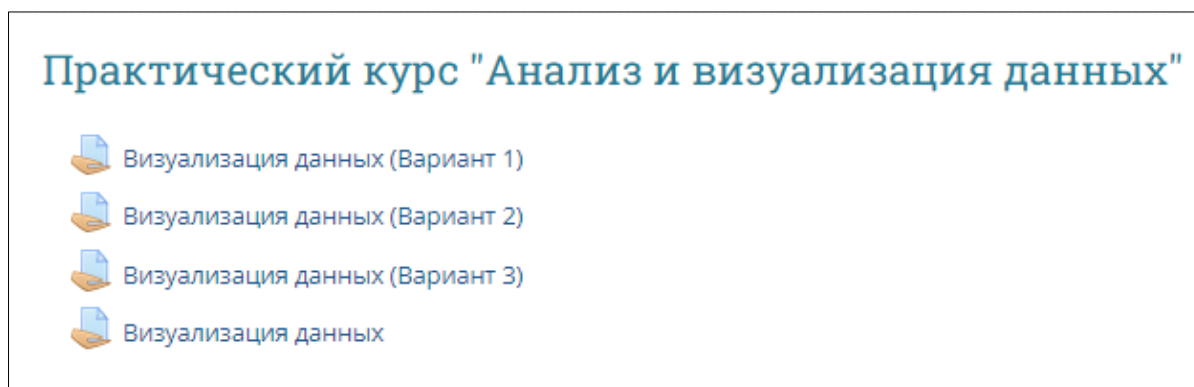 Практический курс "Анализ и визуализация данных"
Визуализация данных (Вариант 1)
Визуализация данных (Вариант 2)
Визуализация данных (Вариант 3)
Визуализация данных